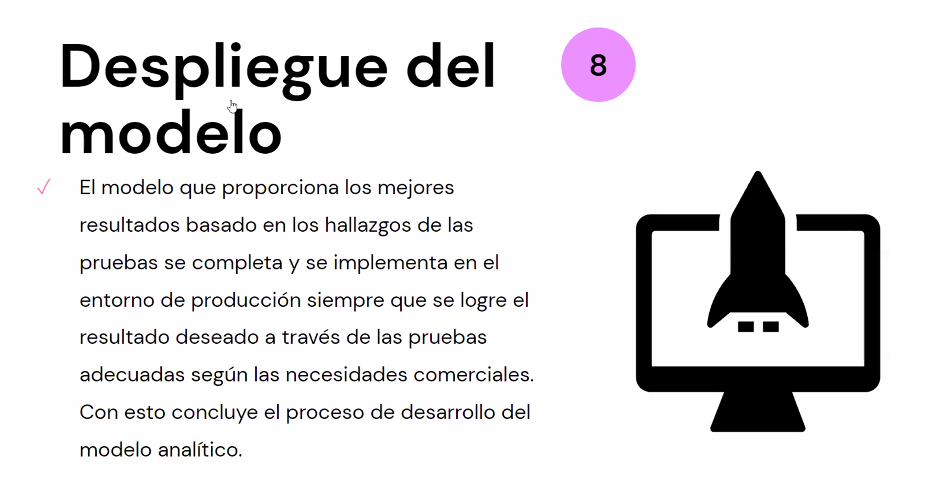 Despliegue del
modelo
8
✓ El modelo que proporciona los mejores
resultados basado en los hallazgos de las
pruebas se completa y se implementa en el
entorno de producción siempre que se logre el
resultado deseado a través de las pruebas
adecuadas según las necesidades comerciales.
Con esto concluye el proceso de desarrollo del
modelo analítico.